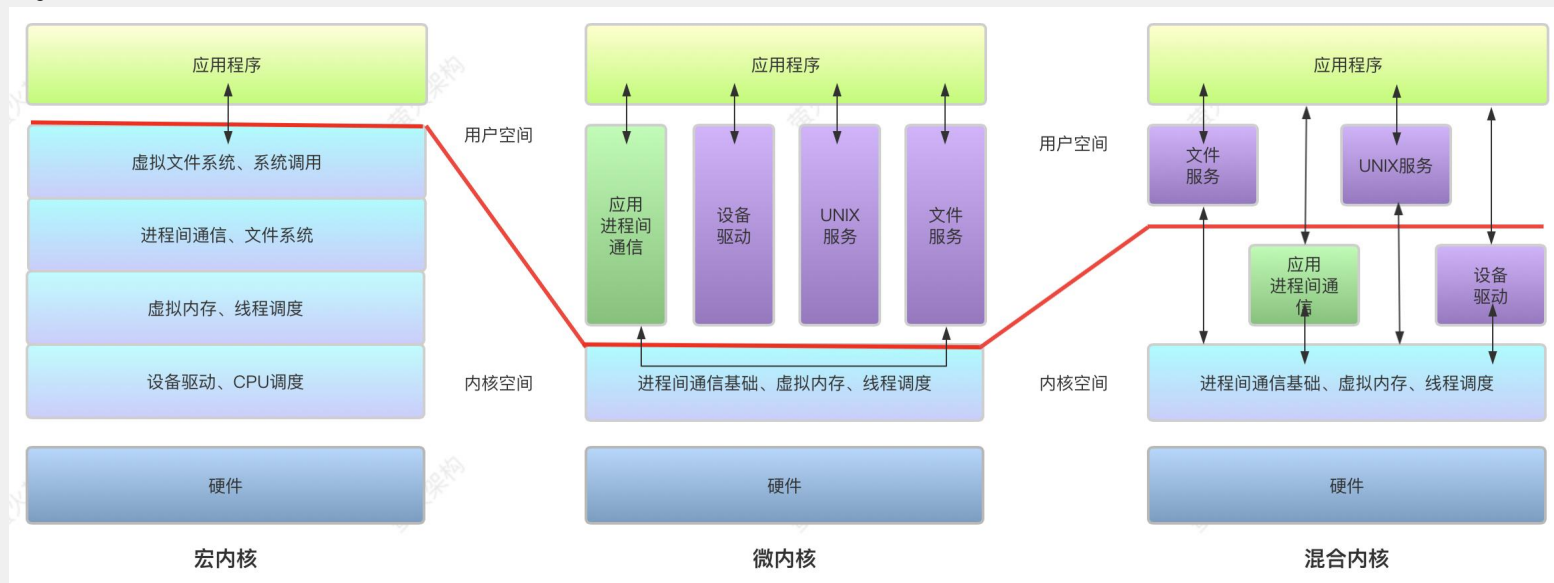 应用程序
虚拟文件系统、系统调用
进程间通信、文件系统
虚拟内存、线程调度
设备驱动、CPU调度
硬件
宏内核
用户空间
内核空间
应用程序
应用
进程间
通信
设备
驱动
UNIX
服务
文件
服务
进程间通信基础、虚拟内存、线程调度
硬件
微内核
用户空间
内核空间
应用程序
文件
服务
UNIX服务
应用
进程间通
信
设备
驱动
进程间通信基础、虚拟内存、线程调度
硬件
混合内核